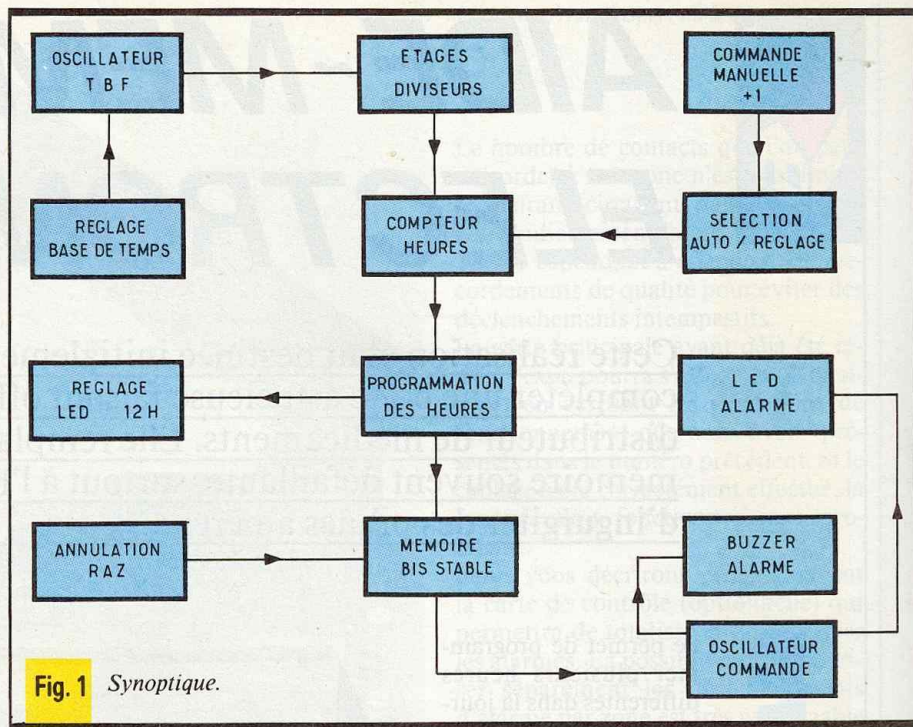 OSCILLATEUR
T B F
ETAGES
DIVISEURS
COMMANDE
MANUELLE
+1
REGLAGE
BASE DE TEMPS
COMPTEUR
HEURES
SELECTION
AUTO / REGLAGE
REGLAGE
LED 12 H
PROGRAMMATION
DES HEURES
L E D
ALARME
ANNULATION
RAZ
MEMOIRE
BIS STABLE
BUZZER
ALARME
OSCILLATEUR
COMMANDE
Fig. 1 Synoptique.